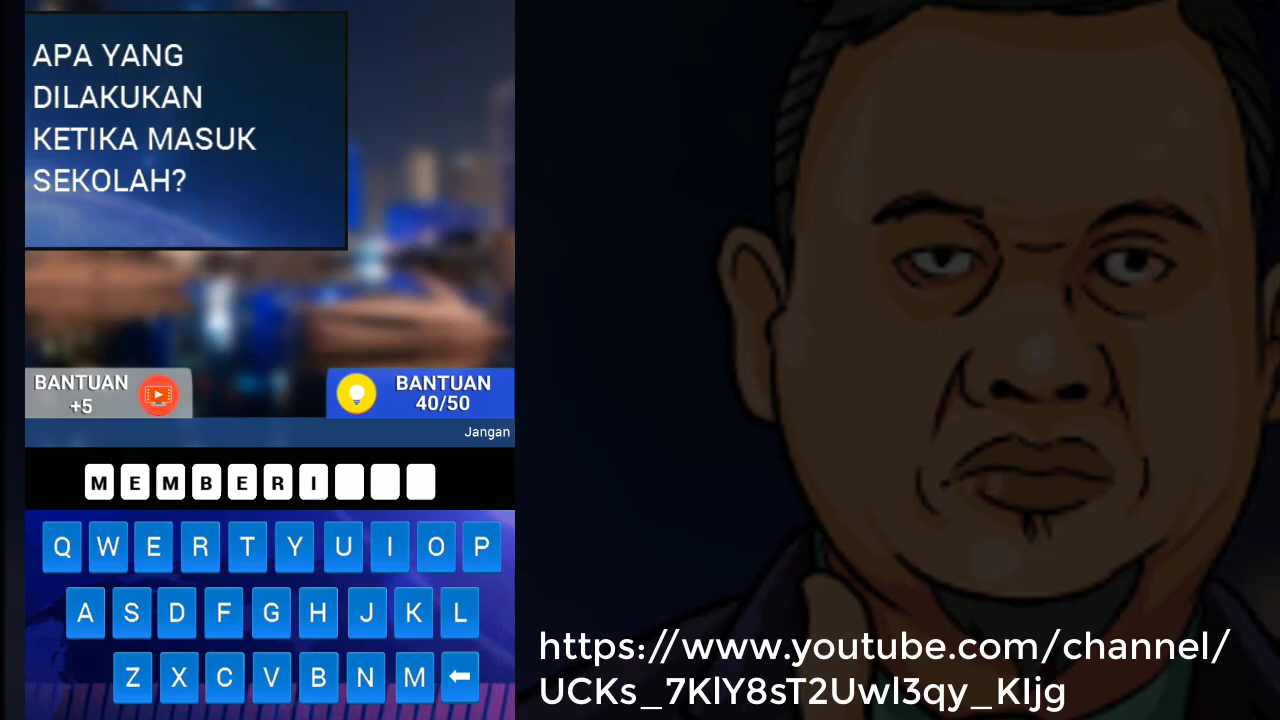 APA YANG
DILAKUKAN
KETIKA MASUK
SEKOLAH?
BANTUAN
+5
BANTUAN
40/50
Jangan
MEMBERI
Q W E R T Y U I O P
A S D F G H J K L
Z X C V B N M
https://www.youtube.com/channel/
UCKs_7KlY8sT2Uwl3qy_KIjg